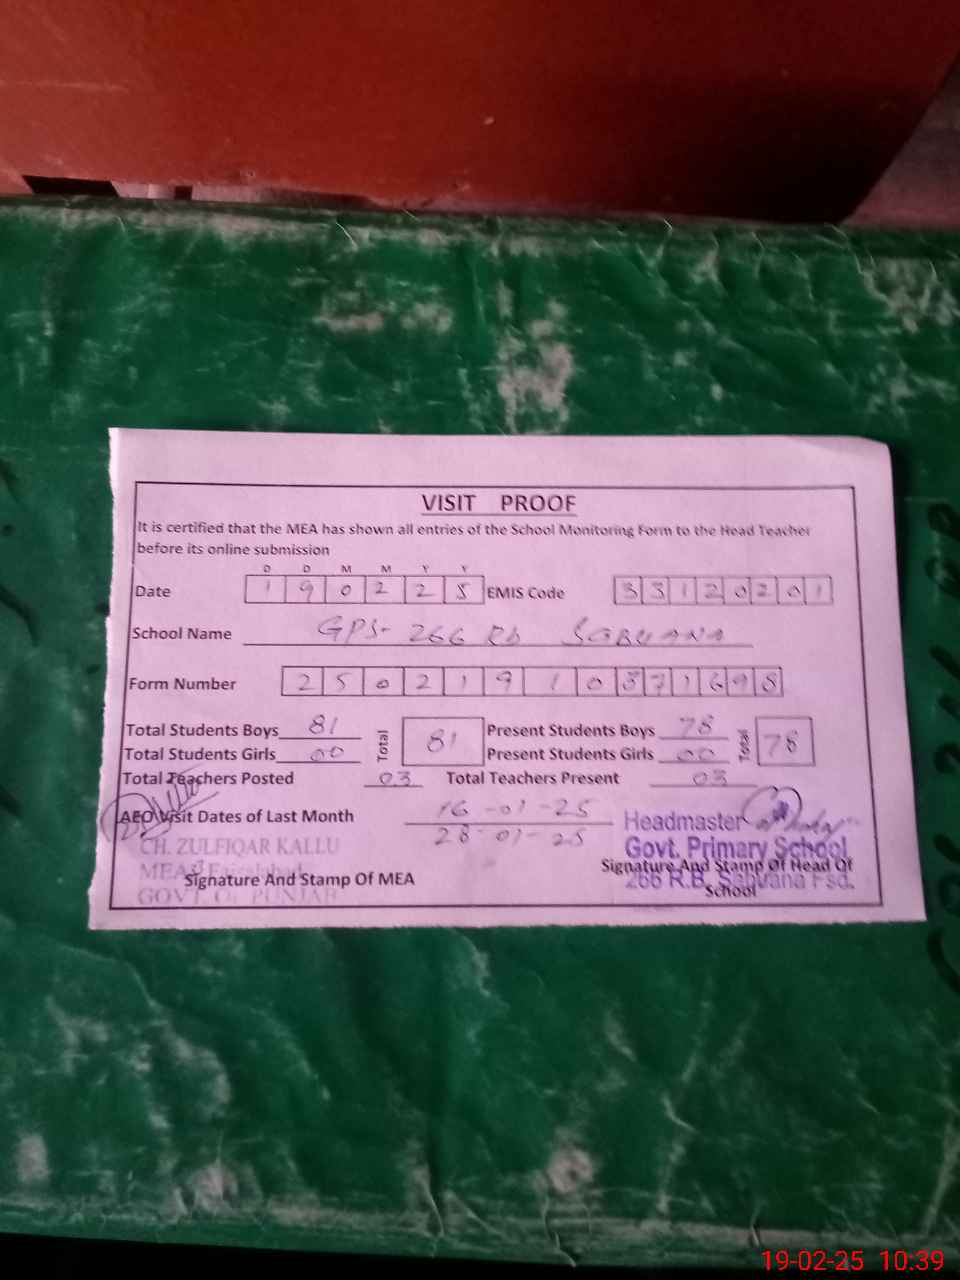 VISIT PROOF
It is certified that the MEA has shown all entries of the School Monitoring Form to the Head Teacher
before its online submission
D D M M Y Y
Date 1 9 0 2 2 5 EMIS Code 3 3 1 2 0 2 0 1
School Name GPS- 266 RB SABUANA
Form Number 2 5 0 2 1 9 1 0 3 7 1 6 9 8
Total Students Boys 81 Total 81 Present Students Boys 78 Total 78
Total Students Girls 00 Present Students Girls 00
Total Teachers Posted 03 Total Teachers Present 03
AEO Visit Dates of Last Month 16-01-25
28-01-25
CH. ZULFIQAR KALLU
MEA Faisalabad
GOVT. OF PUNJAB
Signature And Stamp Of MEA
Headmaster
Govt. Primary School
266 R.B. Sabuana Fsd.
Signature And Stamp Of Head Of
School
19-02-25 10:39